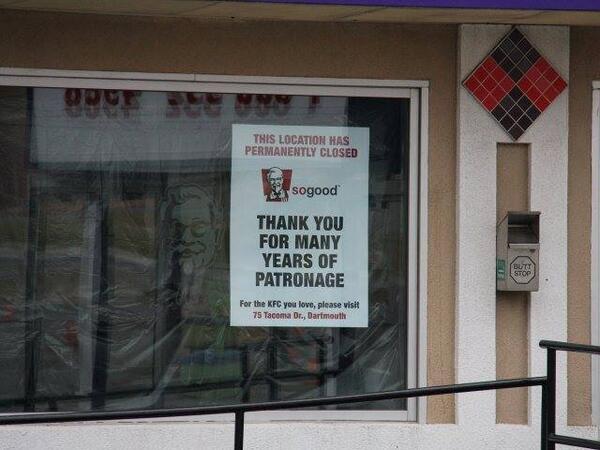 THIS LOCATION HAS
PERMANENTLY CLOSED
sogood™
THANK YOU
FOR MANY
YEARS OF
PATRONAGE
For the KFC you love, please visit
75 Tacoma Dr., Dartmouth
BUTT
STOP